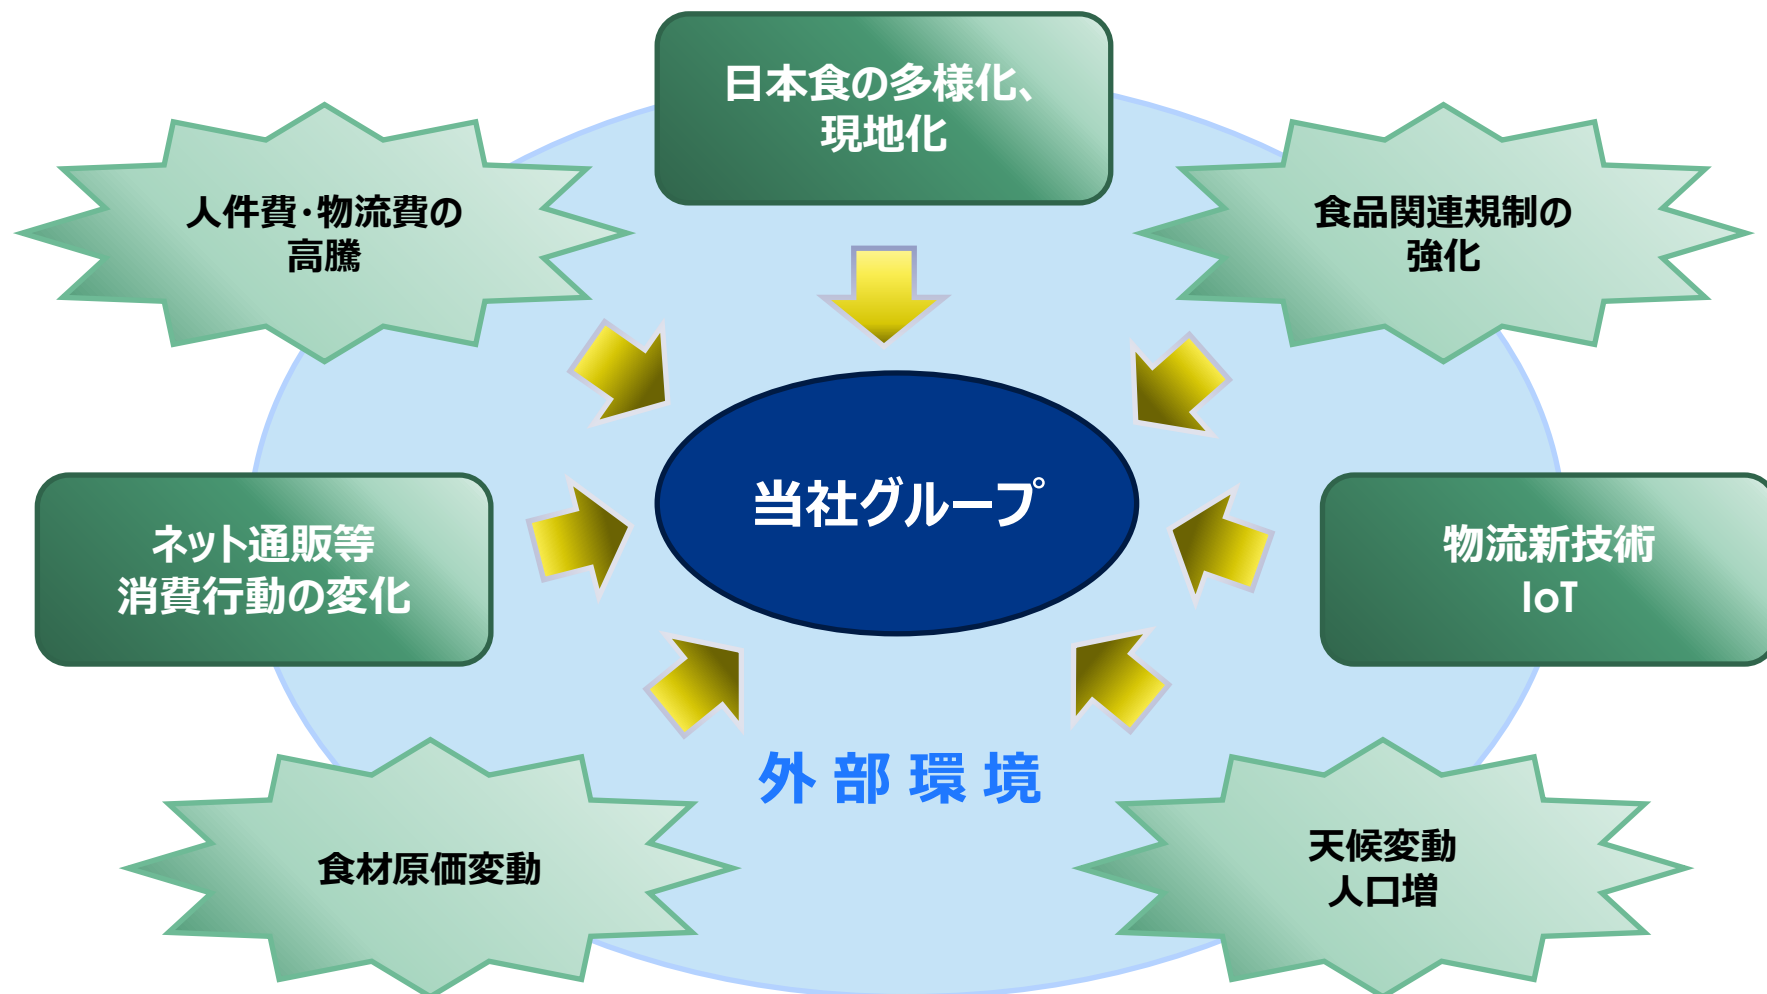 日本食の多様化、
現地化
人件費・物流費の
高騰
食品関連規制の
強化
当社グループ
ネット通販等
消費行動の変化
物流新技術
IoT
外部環境
食材原価変動
天候変動
人口増